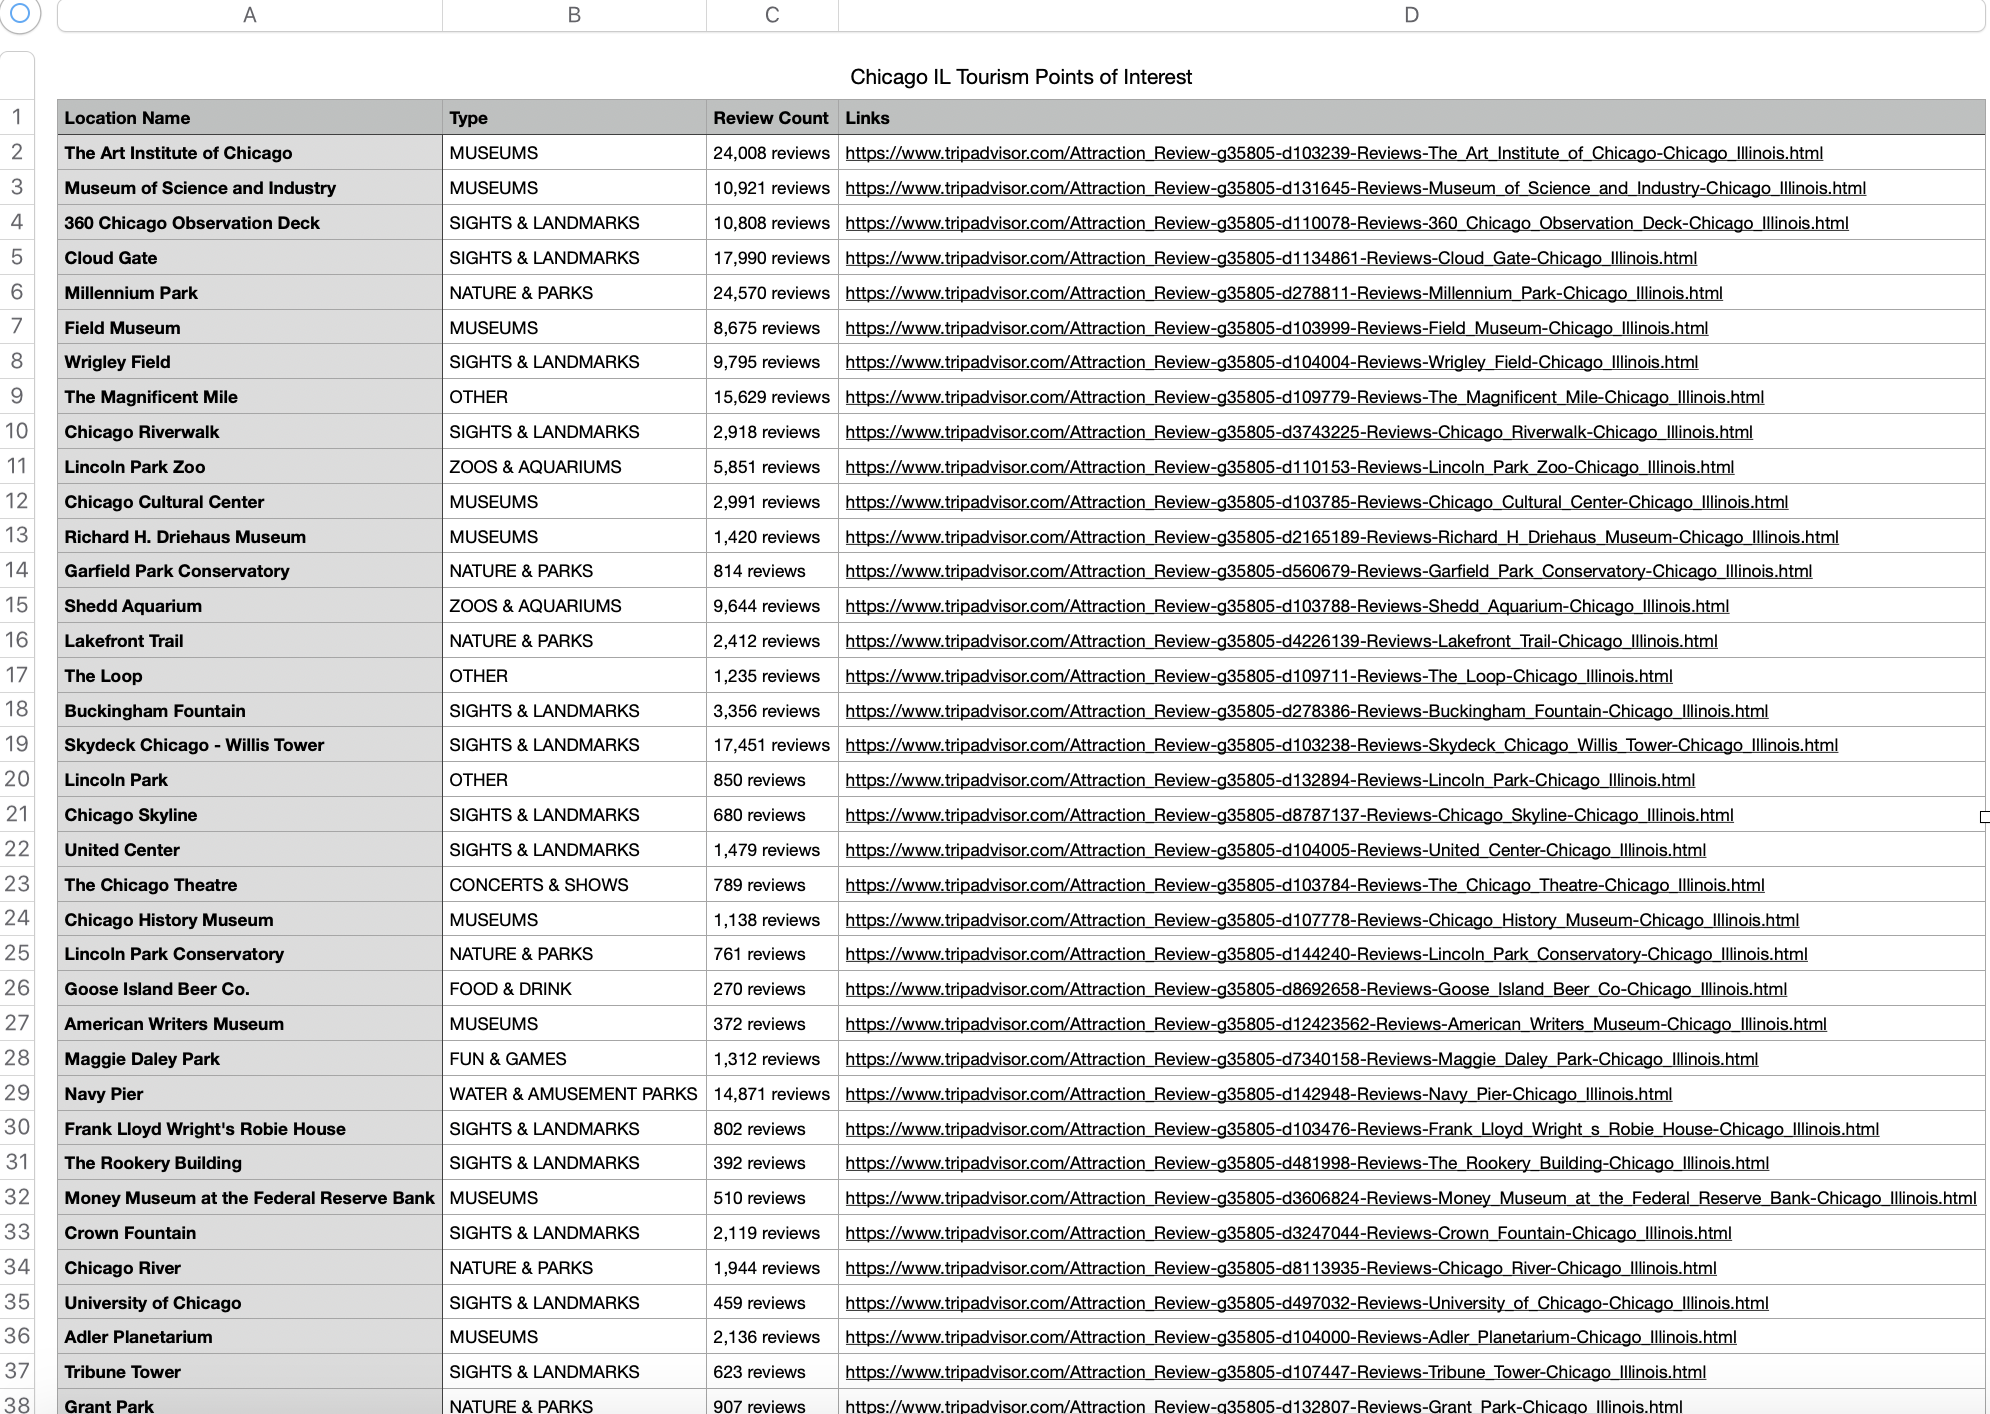 A B C D
Chicago IL Tourism Points of Interest
1 Location Name Type Review Count Links
2 The Art Institute of Chicago MUSEUMS 24,008 reviews https://www.tripadvisor.com/Attraction_Review-g35805-d103239-Reviews-The_Art_Institute_of_Chicago-Chicago_Illinois.html
3 Museum of Science and Industry MUSEUMS 10,921 reviews https://www.tripadvisor.com/Attraction_Review-g35805-d131645-Reviews-Museum_of_Science_and_Industry-Chicago_Illinois.html
4 360 Chicago Observation Deck SIGHTS & LANDMARKS 10,808 reviews https://www.tripadvisor.com/Attraction_Review-g35805-d110078-Reviews-360_Chicago_Observation_Deck-Chicago_Illinois.html
5 Cloud Gate SIGHTS & LANDMARKS 17,990 reviews https://www.tripadvisor.com/Attraction_Review-g35805-d1134861-Reviews-Cloud_Gate-Chicago_Illinois.html
6 Millennium Park NATURE & PARKS 24,570 reviews https://www.tripadvisor.com/Attraction_Review-g35805-d278811-Reviews-Millennium_Park-Chicago_Illinois.html
7 Field Museum MUSEUMS 8,675 reviews https://www.tripadvisor.com/Attraction_Review-g35805-d103999-Reviews-Field_Museum-Chicago_Illinois.html
8 Wrigley Field SIGHTS & LANDMARKS 9,795 reviews https://www.tripadvisor.com/Attraction_Review-g35805-d104004-Reviews-Wrigley_Field-Chicago_Illinois.html
9 The Magnificent Mile OTHER 15,629 reviews https://www.tripadvisor.com/Attraction_Review-g35805-d109779-Reviews-The_Magnificent_Mile-Chicago_Illinois.html
10 Chicago Riverwalk SIGHTS & LANDMARKS 2,918 reviews https://www.tripadvisor.com/Attraction_Review-g35805-d3743225-Reviews-Chicago_Riverwalk-Chicago_Illinois.html
11 Lincoln Park Zoo ZOOS & AQUARIUMS 5,851 reviews https://www.tripadvisor.com/Attraction_Review-g35805-d110153-Reviews-Lincoln_Park_Zoo-Chicago_Illinois.html
12 Chicago Cultural Center MUSEUMS 2,991 reviews https://www.tripadvisor.com/Attraction_Review-g35805-d103785-Reviews-Chicago_Cultural_Center-Chicago_Illinois.html
13 Richard H. Driehaus Museum MUSEUMS 1,420 reviews https://www.tripadvisor.com/Attraction_Review-g35805-d2165189-Reviews-Richard_H_Driehaus_Museum-Chicago_Illinois.html
14 Garfield Park Conservatory NATURE & PARKS 814 reviews https://www.tripadvisor.com/Attraction_Review-g35805-d560679-Reviews-Garfield_Park_Conservatory-Chicago_Illinois.html
15 Shedd Aquarium ZOOS & AQUARIUMS 9,644 reviews https://www.tripadvisor.com/Attraction_Review-g35805-d103788-Reviews-Shedd_Aquarium-Chicago_Illinois.html
16 Lakefront Trail NATURE & PARKS 2,412 reviews https://www.tripadvisor.com/Attraction_Review-g35805-d4226139-Reviews-Lakefront_Trail-Chicago_Illinois.html
17 The Loop OTHER 1,235 reviews https://www.tripadvisor.com/Attraction_Review-g35805-d109711-Reviews-The_Loop-Chicago_Illinois.html
18 Buckingham Fountain SIGHTS & LANDMARKS 3,356 reviews https://www.tripadvisor.com/Attraction_Review-g35805-d278386-Reviews-Buckingham_Fountain-Chicago_Illinois.html
19 Skydeck Chicago - Willis Tower SIGHTS & LANDMARKS 17,451 reviews https://www.tripadvisor.com/Attraction_Review-g35805-d103238-Reviews-Skydeck_Chicago_Willis_Tower-Chicago_Illinois.html
20 Lincoln Park OTHER 850 reviews https://www.tripadvisor.com/Attraction_Review-g35805-d132894-Reviews-Lincoln_Park-Chicago_Illinois.html
21 Chicago Skyline SIGHTS & LANDMARKS 680 reviews https://www.tripadvisor.com/Attraction_Review-g35805-d8787137-Reviews-Chicago_Skyline-Chicago_Illinois.html
22 United Center SIGHTS & LANDMARKS 1,479 reviews https://www.tripadvisor.com/Attraction_Review-g35805-d104005-Reviews-United_Center-Chicago_Illinois.html
23 The Chicago Theatre CONCERTS & SHOWS 789 reviews https://www.tripadvisor.com/Attraction_Review-g35805-d103784-Reviews-The_Chicago_Theatre-Chicago_Illinois.html
24 Chicago History Museum MUSEUMS 1,138 reviews https://www.tripadvisor.com/Attraction_Review-g35805-d107778-Reviews-Chicago_History_Museum-Chicago_Illinois.html
25 Lincoln Park Conservatory NATURE & PARKS 761 reviews https://www.tripadvisor.com/Attraction_Review-g35805-d144240-Reviews-Lincoln_Park_Conservatory-Chicago_Illinois.html
26 Goose Island Beer Co. FOOD & DRINK 270 reviews https://www.tripadvisor.com/Attraction_Review-g35805-d8692658-Reviews-Goose_Island_Beer_Co-Chicago_Illinois.html
27 American Writers Museum MUSEUMS 372 reviews https://www.tripadvisor.com/Attraction_Review-g35805-d12423562-Reviews-American_Writers_Museum-Chicago_Illinois.html
28 Maggie Daley Park FUN & GAMES 1,312 reviews https://www.tripadvisor.com/Attraction_Review-g35805-d7340158-Reviews-Maggie_Daley_Park-Chicago_Illinois.html
29 Navy Pier WATER & AMUSEMENT PARKS 14,871 reviews https://www.tripadvisor.com/Attraction_Review-g35805-d142948-Reviews-Navy_Pier-Chicago_Illinois.html
30 Frank Lloyd Wright's Robie House SIGHTS & LANDMARKS 802 reviews https://www.tripadvisor.com/Attraction_Review-g35805-d103476-Reviews-Frank_Lloyd_Wright_s_Robie_House-Chicago_Illinois.html
31 The Rookery Building SIGHTS & LANDMARKS 392 reviews https://www.tripadvisor.com/Attraction_Review-g35805-d481998-Reviews-The_Rookery_Building-Chicago_Illinois.html
32 Money Museum at the Federal Reserve Bank MUSEUMS 510 reviews https://www.tripadvisor.com/Attraction_Review-g35805-d3606824-Reviews-Money_Museum_at_the_Federal_Reserve_Bank-Chicago_Illinois.html
33 Crown Fountain SIGHTS & LANDMARKS 2,119 reviews https://www.tripadvisor.com/Attraction_Review-g35805-d3247044-Reviews-Crown_Fountain-Chicago_Illinois.html
34 Chicago River NATURE & PARKS 1,944 reviews https://www.tripadvisor.com/Attraction_Review-g35805-d8113935-Reviews-Chicago_River-Chicago_Illinois.html
35 University of Chicago SIGHTS & LANDMARKS 459 reviews https://www.tripadvisor.com/Attraction_Review-g35805-d497032-Reviews-University_of_Chicago-Chicago_Illinois.html
36 Adler Planetarium MUSEUMS 2,136 reviews https://www.tripadvisor.com/Attraction_Review-g35805-d104000-Reviews-Adler_Planetarium-Chicago_Illinois.html
37 Tribune Tower SIGHTS & LANDMARKS 623 reviews https://www.tripadvisor.com/Attraction_Review-g35805-d107447-Reviews-Tribune_Tower-Chicago_Illinois.html
38 Grant Park NATURE & PARKS 907 reviews https://www.tripadvisor.com/Attraction_Review-g35805-d132807-Reviews-Grant_Park-Chicago_Illinois.html